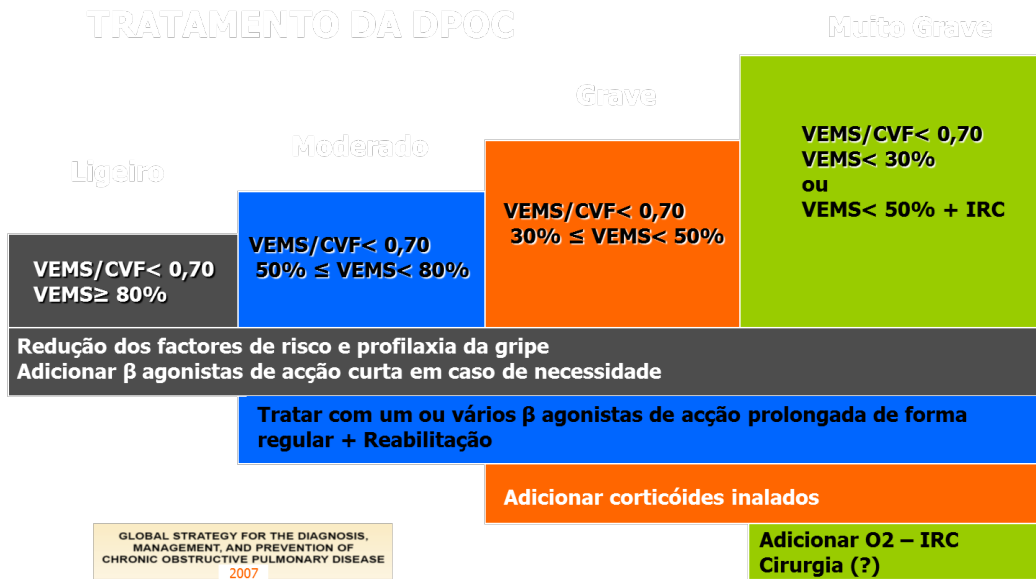 TRATAMENTO DA DPOC
Ligeiro
Moderado
Grave
Muito Grave
VEMS/CVF< 0,70
VEMS≥ 80%
VEMS/CVF< 0,70
50% ≤ VEMS< 80%
VEMS/CVF< 0,70
30% ≤ VEMS< 50%
VEMS/CVF< 0,70
VEMS< 30%
ou
VEMS< 50% + IRC
Redução dos factores de risco e profilaxia da gripe
Adicionar β agonistas de acção curta em caso de necessidade
Tratar com um ou vários β agonistas de acção prolongada de forma
regular + Reabilitação
Adicionar corticóides inalados
Adicionar O2 – IRC
Cirurgia (?)
GLOBAL STRATEGY FOR THE DIAGNOSIS,
MANAGEMENT, AND PREVENTION OF
CHRONIC OBSTRUCTIVE PULMONARY DISEASE
2007